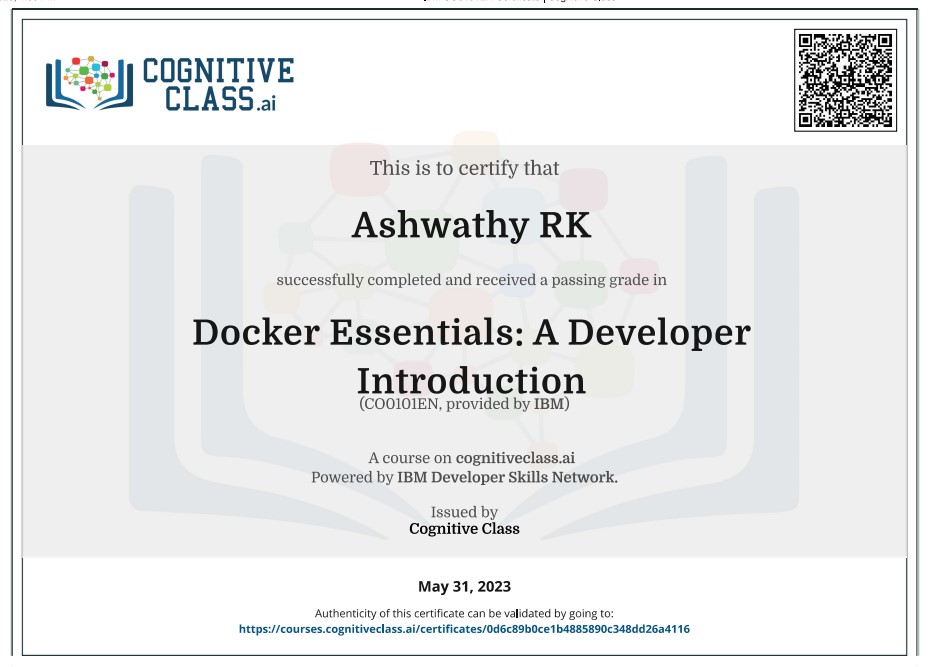 COGNITIVE
CLASS.ai
This is to certify that
Ashwathy RK
successfully completed and received a passing grade in
Docker Essentials: A Developer
Introduction
(CO0101EN, provided by IBM)
A course on cognitiveclass.ai
Powered by IBM Developer Skills Network.
Issued by
Cognitive Class
May 31, 2023
Authenticity of this certificate can be validated by going to:
https://courses.cognitiveclass.ai/certificates/0d6c89b0ce1b4885890c348dd26a4116